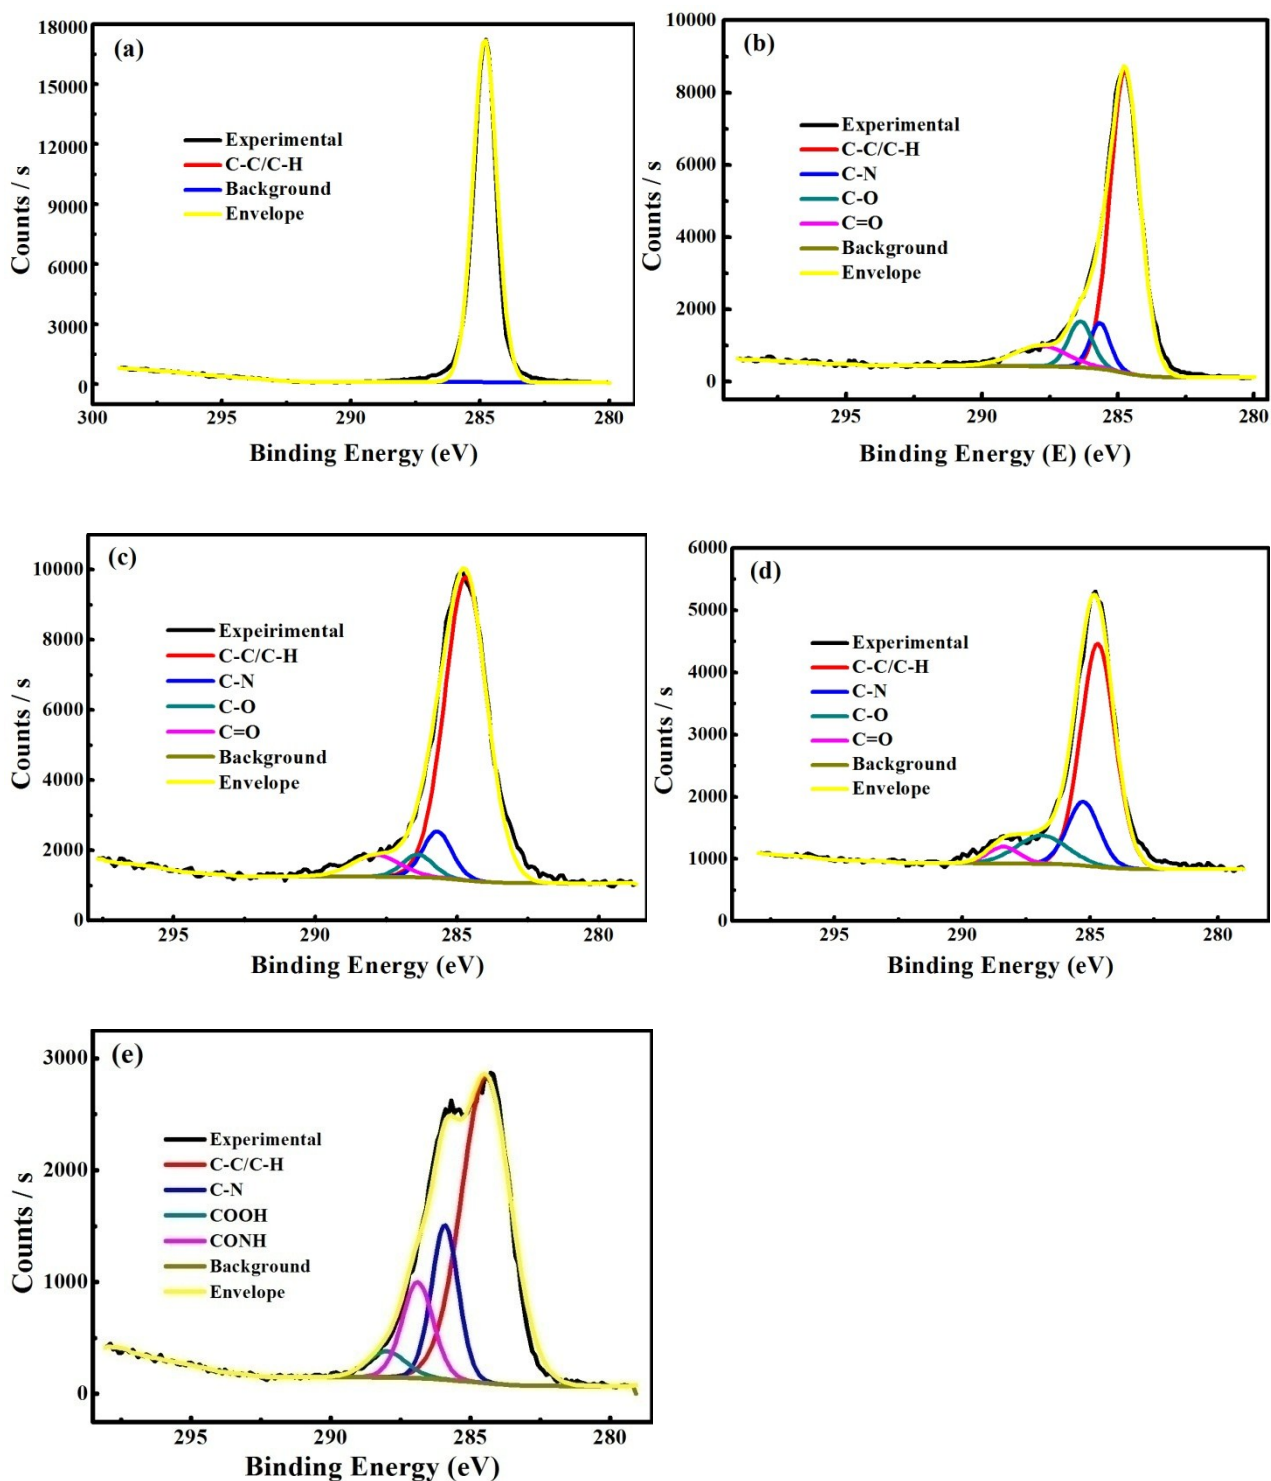 (a)
18000
15000
12000
9000
6000
3000
0
Counts / s
Experimental
C-C/C-H
Background
Envelope
300 295 290 285 280
Binding Energy (eV)
(b)
10000
8000
6000
4000
2000
0
Counts / s
Experimental
C-C/C-H
C-N
C-O
C=O
Background
Envelope
295 290 285 280
Binding Energy (E) (eV)
(c)
10000
8000
6000
4000
2000
0
Counts / s
Expeirimental
C-C/C-H
C-N
C-O
C=O
Background
Envelope
295 290 285 280
Binding Energy (eV)
(d)
6000
5000
4000
3000
2000
1000
0
Counts / s
Experimental
C-C/C-H
C-N
C-O
C=O
Background
Envelope
295 290 285 280
Binding Energy (eV)
(e)
3000
2000
1000
0
Counts / s
Experimental
C-C/C-H
C-N
COOH
CONH
Background
Envelope
295 290 285 280
Binding Energy (eV)